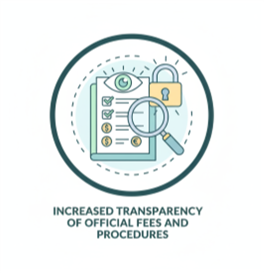 INCREASED TRANSPARENCY
OF OFFICIAL FEES AND
PROCEDURES